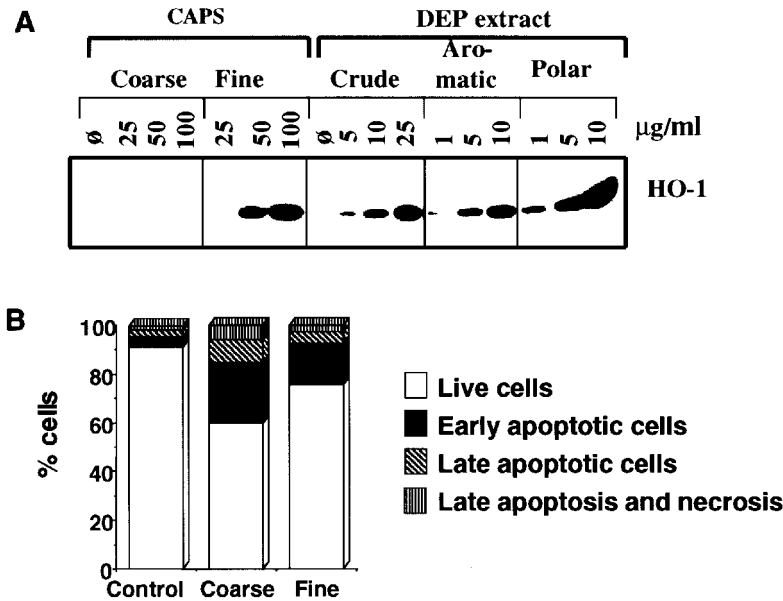 A
CAPS
DEP extract
Coarse
Fine
Crude
Aro-
matic
Polar
ø 25 50 100 25 50 100 ø 5 10 25 1 5 10 1 5 10 µg/ml
HO-1
B
100
80
60
40
20
0
% cells
Control Coarse Fine
Live cells
Early apoptotic cells
Late apoptotic cells
Late apoptosis and necrosis